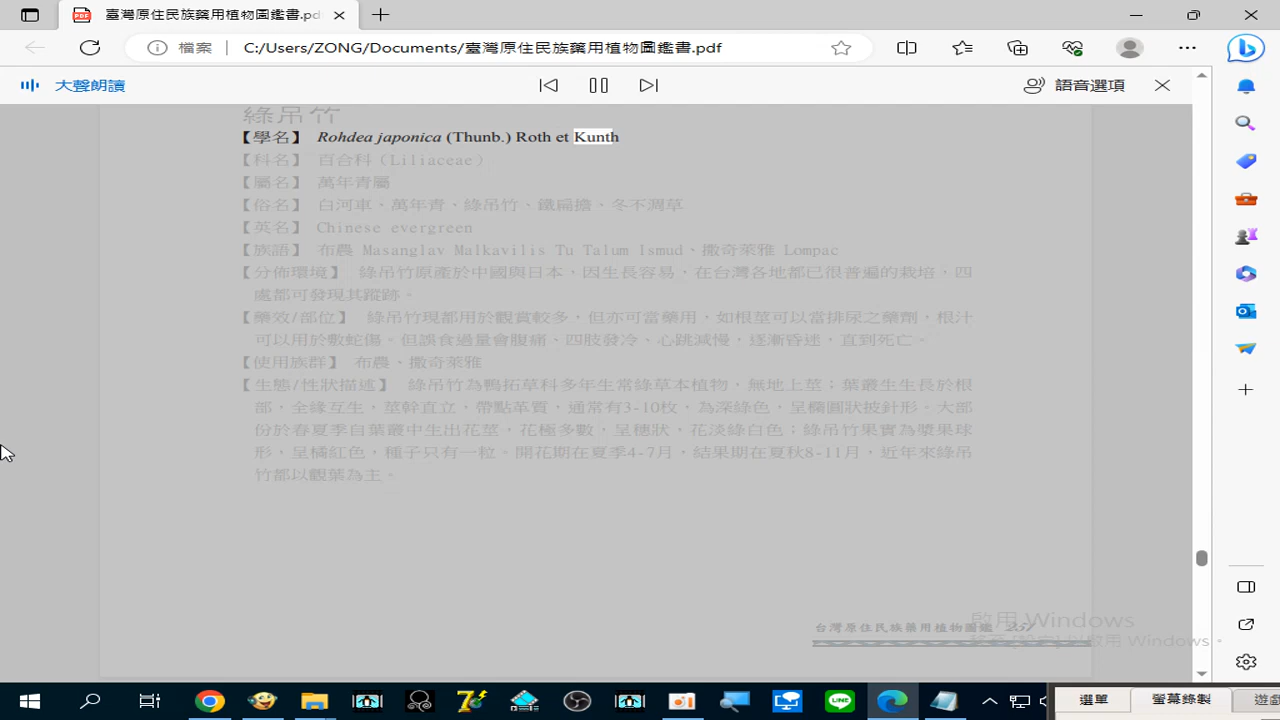 臺灣原住民族藥用植物圖鑑書.pdf
檔案 C:/Users/ZONG/Documents/臺灣原住民族藥用植物圖鑑書.pdf
大聲朗讀 語音選項
綠吊竹
【學名】 Rohdea japonica (Thunb.) Roth et Kunth
【科名】 百合科（Liliaceae）
【屬名】 萬年青屬
【俗名】 白河車、萬年青、綠吊竹、鐵扁擔、冬不凋草
【英名】 Chinese evergreen
【族語】 布農 Masanglav Malkavilis Tu Talum Ismud、撒奇萊雅 Lompac
【分佈環境】 綠吊竹原產於中國與日本，因生長容易，在台灣各地都已很普遍的栽培，四
處都可發現其蹤跡。
【藥效/部位】 綠吊竹現都用於觀賞較多，但亦可當藥用，如根莖可以當排尿之藥劑，根汁
可以用於敷蛇傷。但誤食過量會腹痛、四肢發冷、心跳減慢，逐漸昏迷，直到死亡。
【使用族群】 布農、撒奇萊雅
【生態/性狀描述】 綠吊竹為鴨拓草科多年生常綠草本植物，無地上莖；葉叢生生長於根
部，全緣互生，莖幹直立，帶點革質，通常有3-10枚，為深綠色，呈橢圓狀披針形。大部
份於春夏季自葉叢中生出花莖，花極多數，呈穗狀，花淡綠白色；綠吊竹果實為漿果球
形，呈橘紅色，種子只有一粒。開花期在夏季4-7月，結果期在夏秋8-11月，近年來綠吊
竹都以觀葉為主。
啟用 Windows
台灣原住民族藥用植物圖鑑 257
移至 [設定] 以啟用 Windows。
選單 螢幕錄製 遊戲